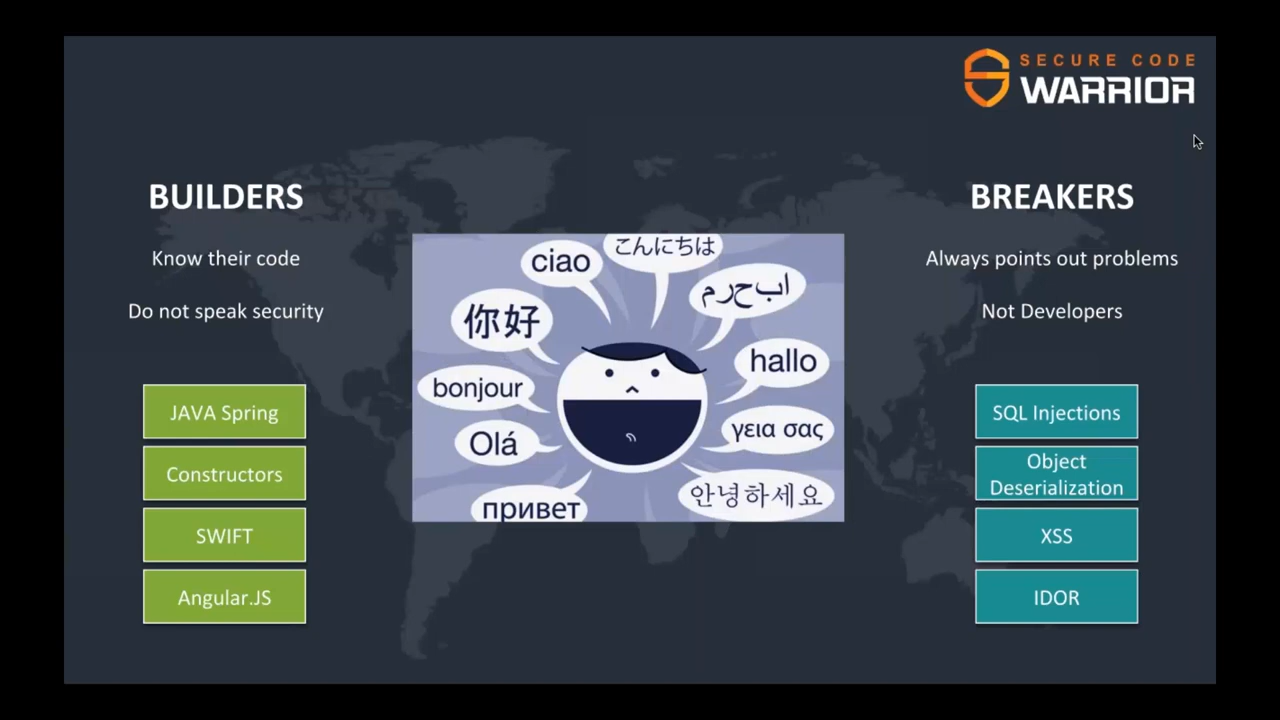 SECURE CODE
WARRIOR
BUILDERS
Know their code
Do not speak security
JAVA Spring
Constructors
SWIFT
Angular.JS
ciao
こんにちは
你好
ابحرم
bonjour
hallo
Olá
γεια σας
привет
안녕하세요
BREAKERS
Always points out problems
Not Developers
SQL Injections
Object
Deserialization
XSS
IDOR